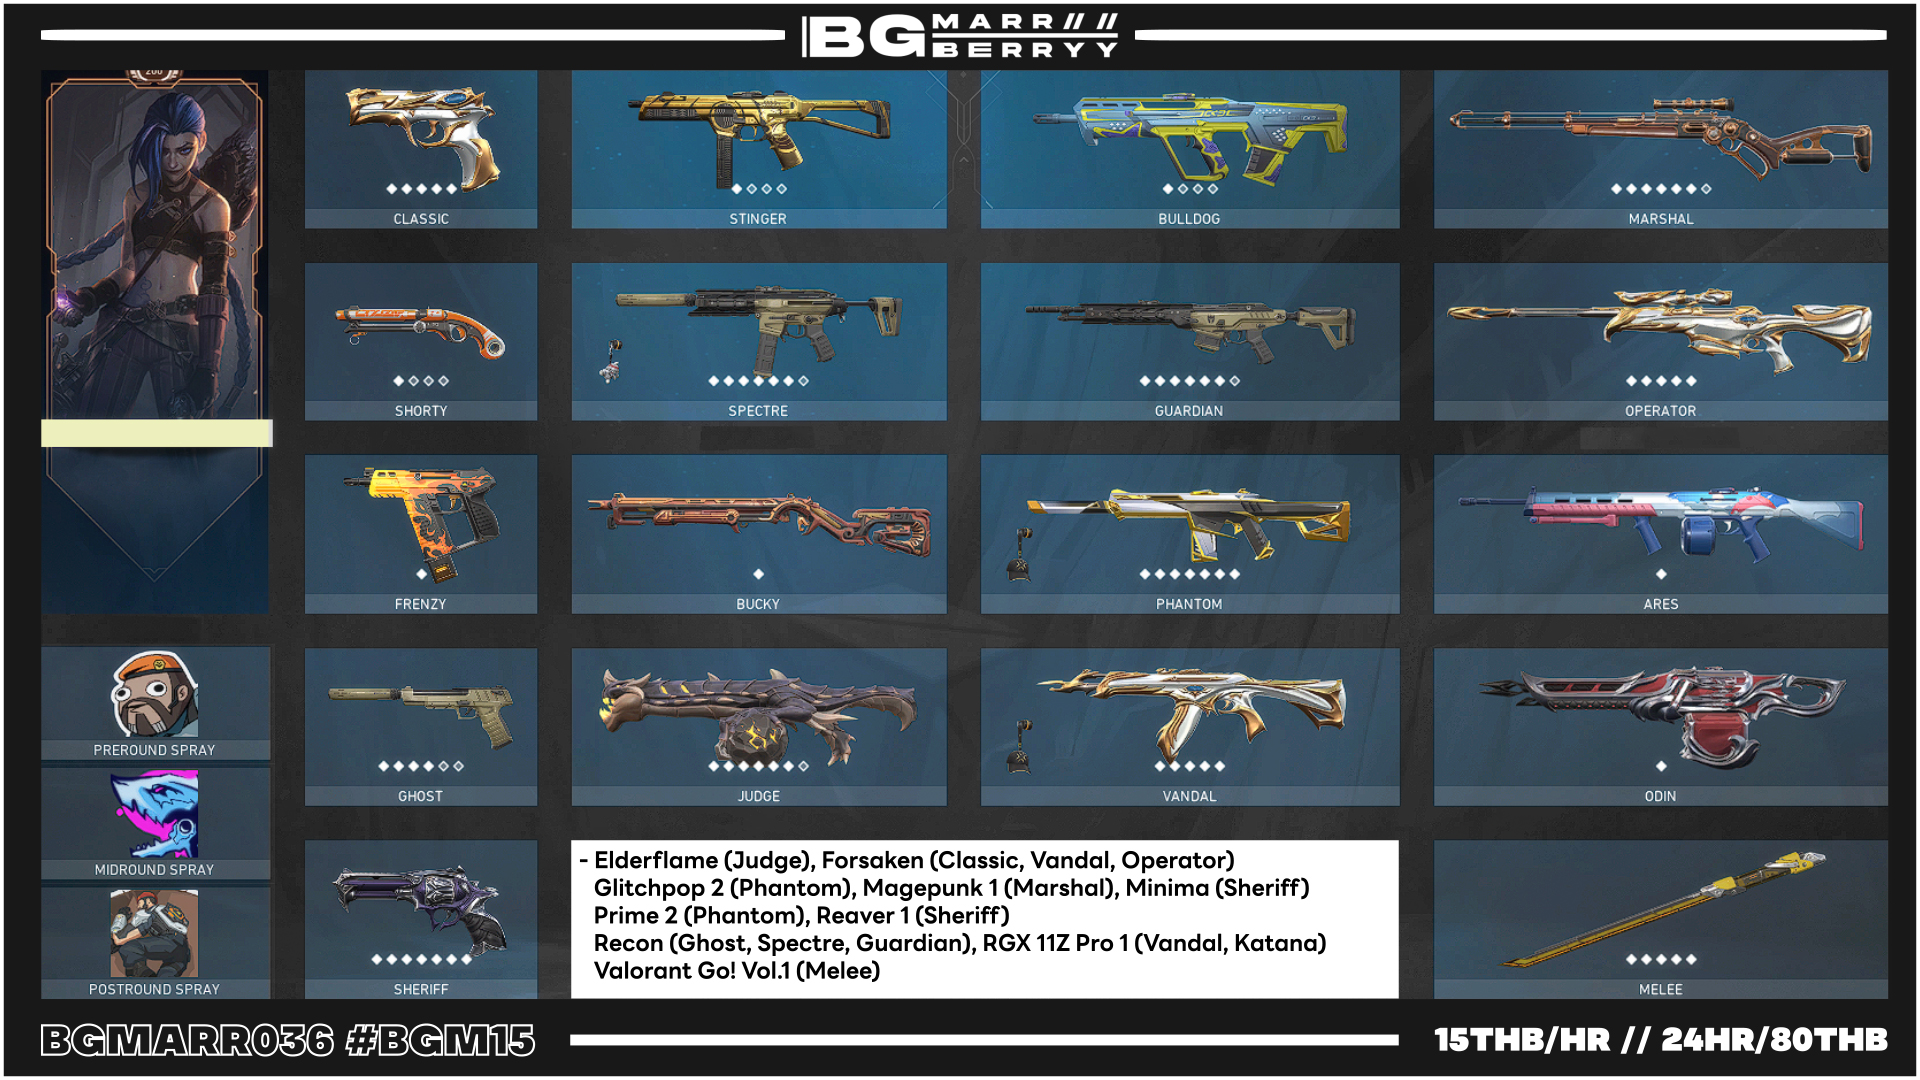 BG MARR// //
BERRYY
200
CLASSIC
STINGER
BULLDOG
MARSHAL
SHORTY
SPECTRE
GUARDIAN
OPERATOR
FRENZY
BUCKY
PHANTOM
ARES
PREROUND SPRAY
GHOST
JUDGE
VANDAL
ODIN
MIDROUND SPRAY
- Elderflame (Judge), Forsaken (Classic, Vandal, Operator)
Glitchpop 2 (Phantom), Magepunk 1 (Marshal), Minima (Sheriff)
Prime 2 (Phantom), Reaver 1 (Sheriff)
Recon (Ghost, Spectre, Guardian), RGX 11Z Pro 1 (Vandal, Katana)
Valorant Go! Vol.1 (Melee)
POSTROUND SPRAY
SHERIFF
MELEE
BGMARR036 #BGM15
15THB/HR // 24HR/80THB